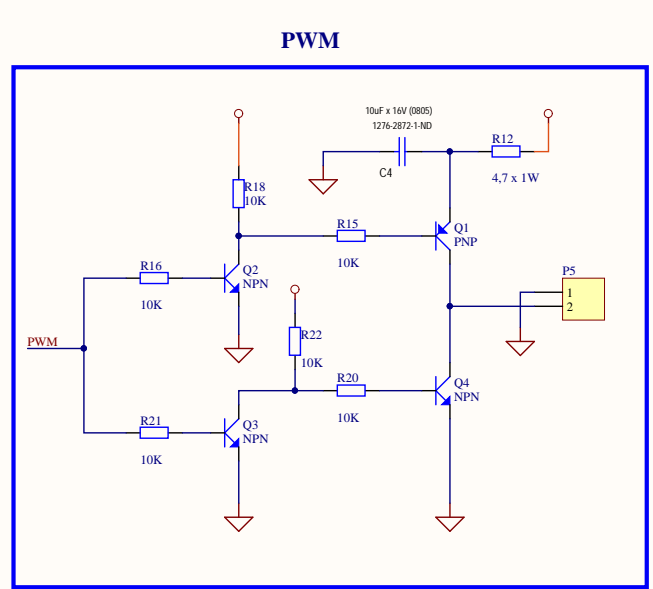 PWM
10uF x 16V (0805)
1276-2872-1-ND
C4
R12
4,7 x 1W
R18
10K
R15
10K
Q1
PNP
R16
10K
Q2
NPN
P5
1
2
PWM
R22
10K
R20
10K
Q4
NPN
R21
10K
Q3
NPN